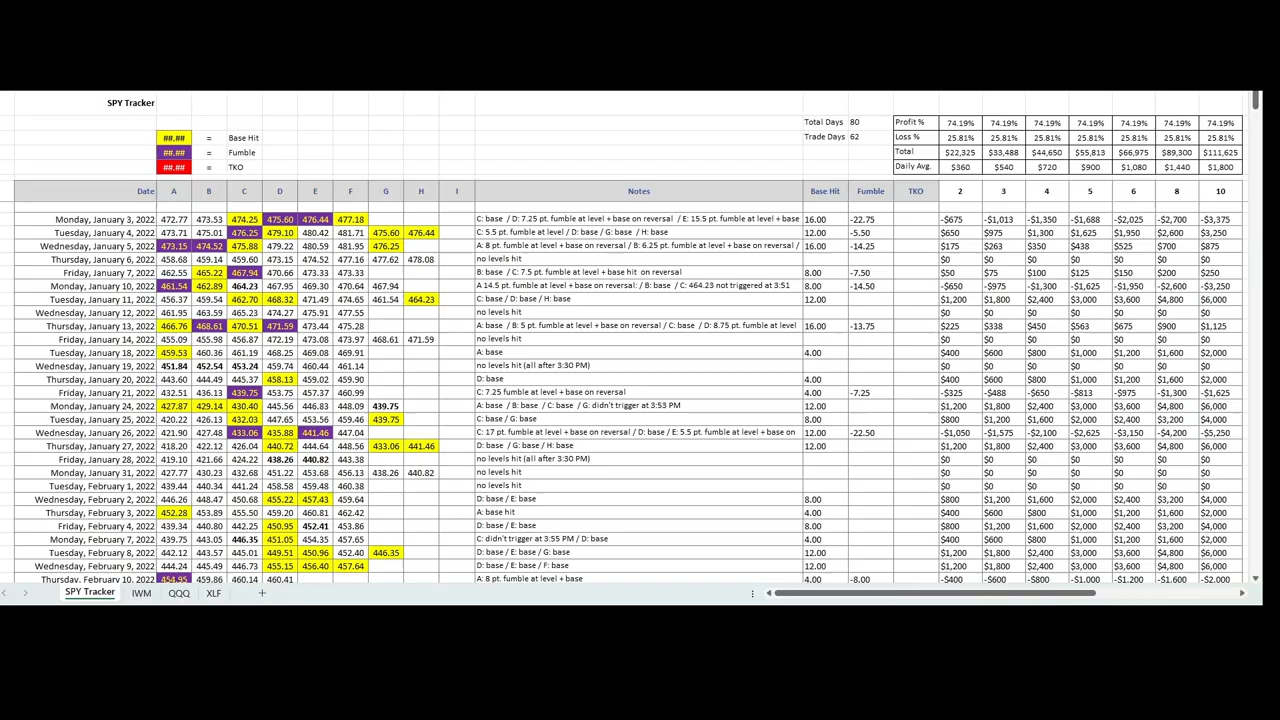 SPY Tracker
Total Days 80 Profit % 74.19% 74.19% 74.19% 74.19% 74.19% 74.19% 74.19%
##.## = Base Hit Trade Days 62 Loss % 25.81% 25.81% 25.81% 25.81% 25.81% 25.81% 25.81%
##.## = Fumble Total $22,325 $33,488 $44,650 $55,813 $66,975 $89,300 $111,625
##.## = TKO Daily Avg. $360 $540 $720 $900 $1,080 $1,440 $1,800
Date A B C D E F G H I Notes Base Hit Fumble TKO 2 3 4 5 6 8 10
Monday, January 3, 2022 472.77 473.53 474.25 475.60 476.44 477.18 C: base / D: 7.25 pt. fumble at level + base on reversal / E: 15.5 pt. fumble at level + base 16.00 -22.75 -$675 -$1,013 -$1,350 -$1,688 -$2,025 -$2,700 -$3,375
Tuesday, January 4, 2022 473.71 475.01 476.25 479.10 480.42 481.71 475.60 476.44 C: 5.5 pt. fumble at level / D: base / G: base / H: base 12.00 -5.50 $650 $975 $1,300 $1,625 $1,950 $2,600 $3,250
Wednesday, January 5, 2022 473.15 474.52 475.88 479.22 480.59 481.95 476.25 A: 8 pt. fumble at level + base on reversal / B: 6.25 pt. fumble at level + base on reversal / 16.00 -14.25 $175 $263 $350 $438 $525 $700 $875
Thursday, January 6, 2022 458.68 459.14 459.60 473.15 474.52 477.16 477.62 478.08 no levels hit $0 $0 $0 $0 $0 $0 $0
Friday, January 7, 2022 462.55 465.22 467.94 470.66 473.33 473.33 B: base / C: 7.5 pt. fumble at level + base hit on reversal 8.00 -7.50 $50 $75 $100 $125 $150 $200 $250
Monday, January 10, 2022 461.54 462.89 464.23 467.95 469.30 470.64 467.94 A 14.5 pt. fumble at level + base on reversal: / B: base / C: 464.23 not triggered at 3:51 8.00 -14.50 -$650 -$975 -$1,300 -$1,625 -$1,950 -$2,600 -$3,250
Tuesday, January 11, 2022 456.37 459.54 462.70 468.32 471.49 474.65 461.54 464.23 C: base / D: base / H: base 12.00 $1,200 $1,800 $2,400 $3,000 $3,600 $4,800 $6,000
Wednesday, January 12, 2022 461.95 463.59 465.23 474.27 475.91 477.55 no levels hit $0 $0 $0 $0 $0 $0 $0
Thursday, January 13, 2022 466.76 468.61 470.51 471.59 473.44 475.28 A: base / B: 5 pt. fumble at level + base on reversal / C: base / D: 8.75 pt. fumble at level 16.00 -13.75 $225 $338 $450 $563 $675 $900 $1,125
Friday, January 14, 2022 455.09 455.98 456.87 472.19 473.08 473.97 468.61 471.59 no levels hit $0 $0 $0 $0 $0 $0 $0
Tuesday, January 18, 2022 459.53 460.36 461.19 468.25 469.08 469.91 A: base 4.00 $400 $600 $800 $1,000 $1,200 $1,600 $2,000
Wednesday, January 19, 2022 451.84 452.54 453.24 459.74 460.44 461.14 no levels hit (all after 3:30 PM) $0 $0 $0 $0 $0 $0 $0
Thursday, January 20, 2022 443.60 444.49 445.37 458.13 459.02 459.90 D: base 4.00 $400 $600 $800 $1,000 $1,200 $1,600 $2,000
Friday, January 21, 2022 432.51 436.13 439.75 453.75 457.37 460.99 C: 7.25 fumble at level + base on reversal 4.00 -7.25 -$325 -$488 -$650 -$813 -$975 -$1,300 -$1,625
Monday, January 24, 2022 427.87 429.14 430.40 445.56 446.83 448.09 439.75 A: base / B: base / C: base / G: didn't trigger at 3:53 PM 12.00 $1,200 $1,800 $2,400 $3,000 $3,600 $4,800 $6,000
Tuesday, January 25, 2022 420.22 426.13 432.03 447.65 453.56 459.46 439.75 C: base / G: base 8.00 $800 $1,200 $1,600 $2,000 $2,400 $3,200 $4,000
Wednesday, January 26, 2022 421.90 427.48 433.06 435.88 441.46 447.04 C: 17 pt. fumble at level + base on reversal / D: base / E: 5.5 pt. fumble at level + base on 12.00 -22.50 -$1,050 -$1,575 -$2,100 -$2,625 -$3,150 -$4,200 -$5,250
Thursday, January 27, 2022 418.20 422.12 426.04 440.72 444.64 448.56 433.06 441.46 D: base / G: base / H: base 12.00 $1,200 $1,800 $2,400 $3,000 $3,600 $4,800 $6,000
Friday, January 28, 2022 419.10 421.66 424.22 438.26 440.82 443.38 no levels hit (all after 3:30 PM) $0 $0 $0 $0 $0 $0 $0
Monday, January 31, 2022 427.77 430.23 432.68 451.22 453.68 456.13 438.26 440.82 no levels hit $0 $0 $0 $0 $0 $0 $0
Tuesday, February 1, 2022 439.44 440.34 441.24 458.58 459.48 460.38 no levels hit $0 $0 $0 $0 $0 $0 $0
Wednesday, February 2, 2022 446.26 448.47 450.68 455.22 457.43 459.64 D: base / E: base 8.00 $800 $1,200 $1,600 $2,000 $2,400 $3,200 $4,000
Thursday, February 3, 2022 452.28 453.89 455.50 459.20 460.81 462.42 A: base hit 4.00 $400 $600 $800 $1,000 $1,200 $1,600 $2,000
Friday, February 4, 2022 439.34 440.80 442.25 450.95 452.41 453.86 D: base / E: base 8.00 $800 $1,200 $1,600 $2,000 $2,400 $3,200 $4,000
Monday, February 7, 2022 439.75 443.05 446.35 451.05 454.35 457.65 C: didn't trigger at 3:55 PM / D: base 4.00 $400 $600 $800 $1,000 $1,200 $1,600 $2,000
Tuesday, February 8, 2022 442.12 443.57 445.01 449.51 450.96 452.40 446.35 D: base / E: base / G: base 12.00 $1,200 $1,800 $2,400 $3,000 $3,600 $4,800 $6,000
Wednesday, February 9, 2022 444.24 445.49 446.73 455.15 456.40 457.64 D: base / E: base / F: base 12.00 $1,200 $1,800 $2,400 $3,000 $3,600 $4,800 $6,000
Thursday, February 10, 2022 454.95 459.86 459.14 460.27 460.41 A: 8 pt. fumble at level + base 4.00 -8.00 -$400 -$600 -$800 -$1,000 -$1,200 -$1,600 -$2,000
SPY Tracker IWM QQQ XLF